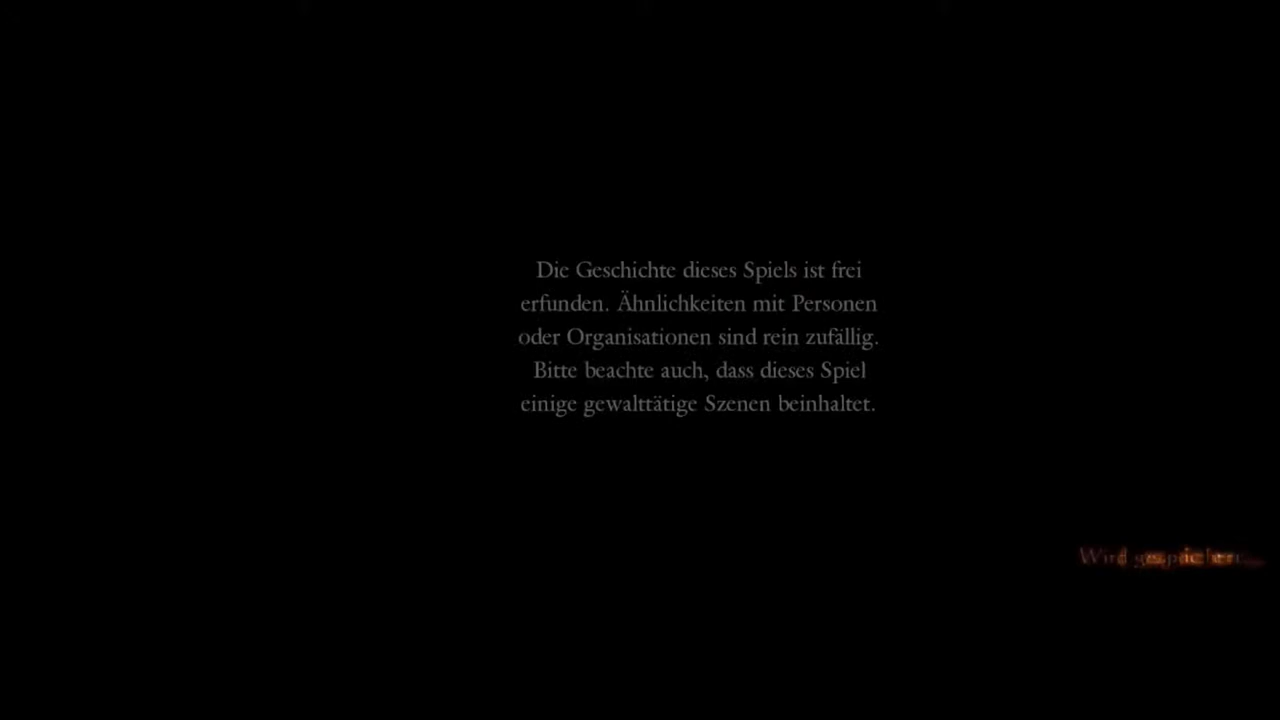 Die Geschichte dieses Spiels ist frei
erfunden. Ähnlichkeiten mit Personen
oder Organisationen sind rein zufällig.
Bitte beachte auch, dass dieses Spiel
einige gewalttätige Szenen beinhaltet.
Wird gespeichert...